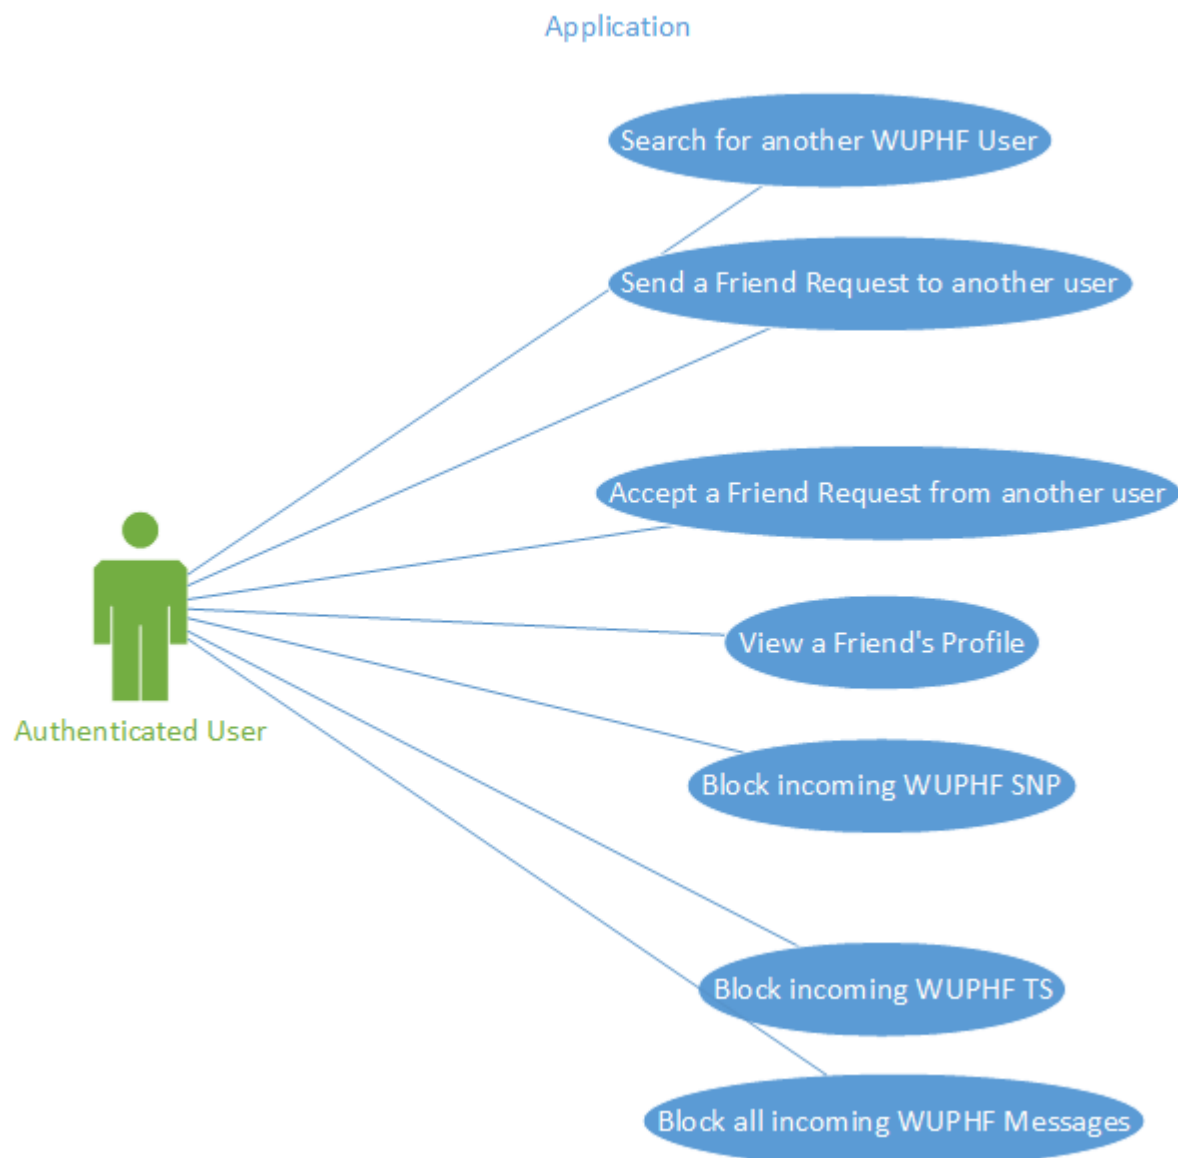 Application
Search for another WUPHF User
Send a Friend Request to another user
Accept a Friend Request from another user
View a Friend's Profile
Authenticated User
Block incoming WUPHF SNP
Block incoming WUPHF TS
Block all incoming WUPHF Messages